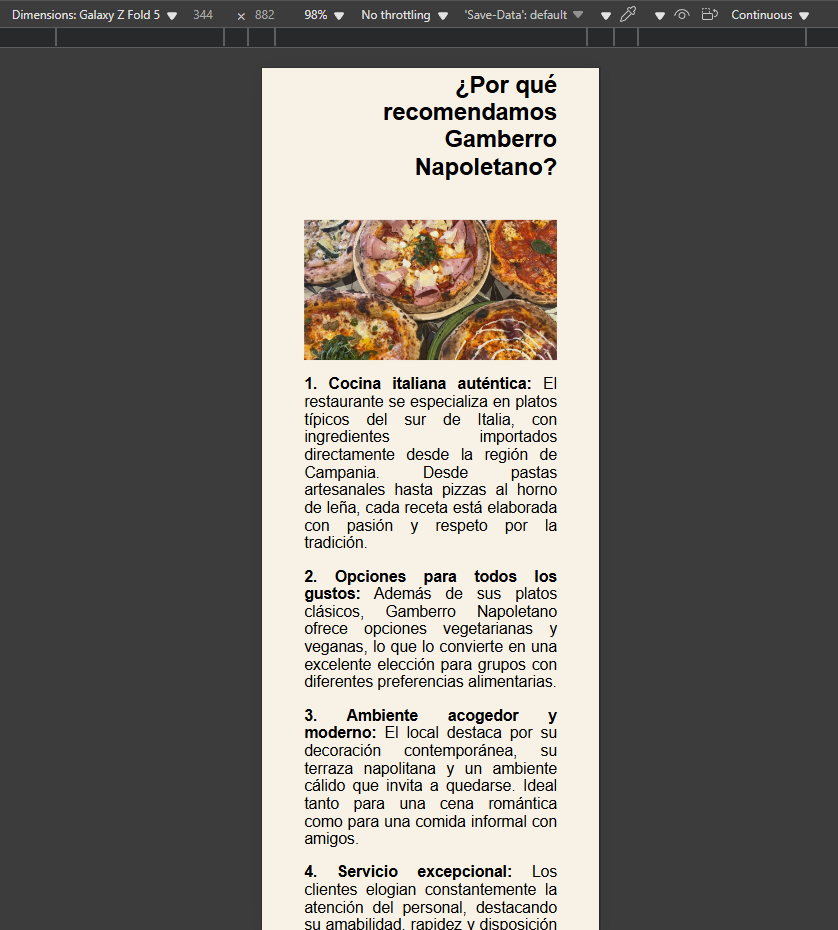 Dimensions: Galaxy Z Fold 5 344 x 882 98% No throttling 'Save-Data': default Continuous
¿Por qué
recomendamos
Gamberro
Napoletano?
1. Cocina italiana auténtica: El
restaurante se especializa en platos
típicos del sur de Italia, con
ingredientes importados
directamente desde la región de
Campania. Desde pastas
artesanales hasta pizzas al horno
de leña, cada receta está elaborada
con pasión y respeto por la
tradición.
2. Opciones para todos los
gustos: Además de sus platos
clásicos, Gamberro Napoletano
ofrece opciones vegetarianas y
veganas, lo que lo convierte en una
excelente elección para grupos con
diferentes preferencias alimentarias.
3. Ambiente acogedor y
moderno: El local destaca por su
decoración contemporánea, su
terraza napolitana y un ambiente
cálido que invita a quedarse. Ideal
tanto para una cena romántica
como para una comida informal con
amigos.
4. Servicio excepcional: Los
clientes elogian constantemente la
atención del personal, destacando
su amabilidad, rapidez y disposición